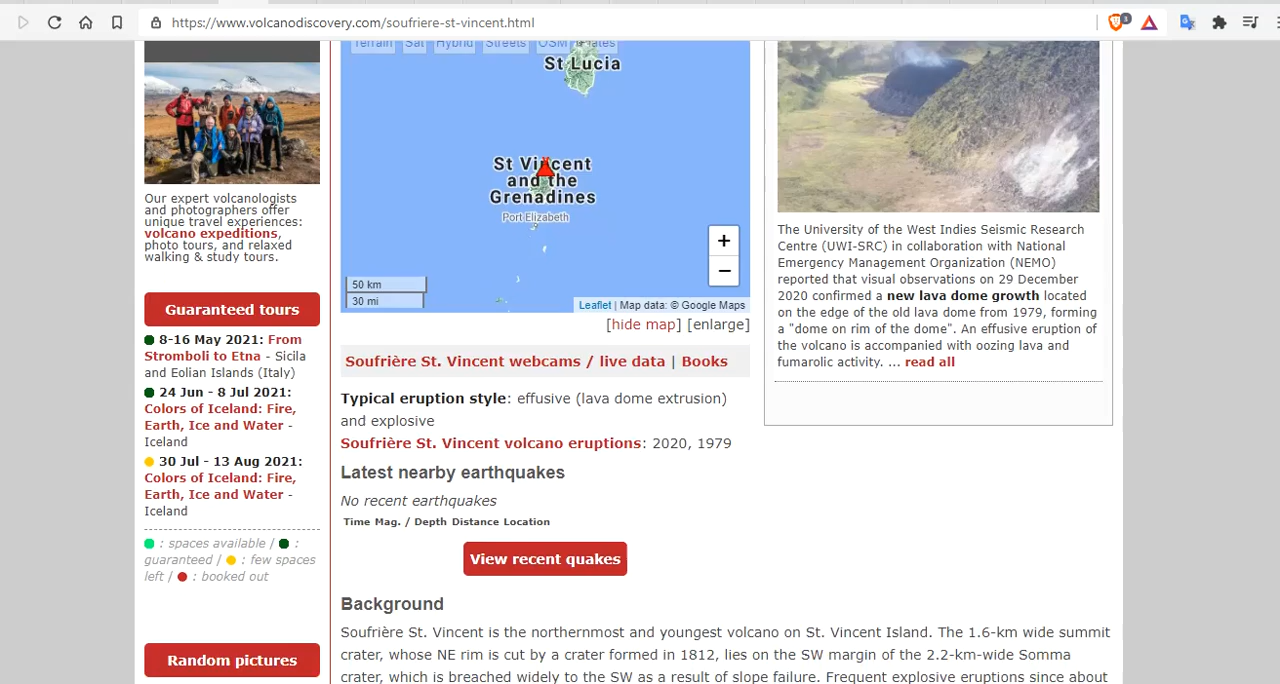 https://www.volcanodiscovery.com/soufriere-st-vincent.html
1
Our expert volcanologists
and photographers offer
unique travel experiences:
volcano expeditions,
photo tours, and relaxed
walking & study tours.
Guaranteed tours
8-16 May 2021: From
Stromboli to Etna - Sicila
and Eolian Islands (Italy)
24 Jun - 8 Jul 2021:
Colors of Iceland: Fire,
Earth, Ice and Water -
Iceland
30 Jul - 13 Aug 2021:
Colors of Iceland: Fire,
Earth, Ice and Water -
Iceland
: spaces available / :
guaranteed / : few spaces
left / : booked out
Random pictures
Terrain Sat Hybrid Streets OSM Plates
St Lucia
St Vincent
and the
Grenadines
Port Elizabeth
+
−
50 km
30 mi
Leaflet | Map data: © Google Maps
[hide map] [enlarge]
Soufrière St. Vincent webcams / live data | Books
Typical eruption style: effusive (lava dome extrusion)
and explosive
Soufrière St. Vincent volcano eruptions: 2020, 1979
Latest nearby earthquakes
No recent earthquakes
Time Mag. / Depth Distance Location
View recent quakes
Background
Soufrière St. Vincent is the northernmost and youngest volcano on St. Vincent Island. The 1.6-km wide summit
crater, whose NE rim is cut by a crater formed in 1812, lies on the SW margin of the 2.2-km-wide Somma
crater, which is breached widely to the SW as a result of slope failure. Frequent explosive eruptions since about
The University of the West Indies Seismic Research
Centre (UWI-SRC) in collaboration with National
Emergency Management Organization (NEMO)
reported that visual observations on 29 December
2020 confirmed a new lava dome growth located
on the edge of the old lava dome from 1979, forming
a "dome on rim of the dome". An effusive eruption of
the volcano is accompanied with oozing lava and
fumarolic activity. ... read all